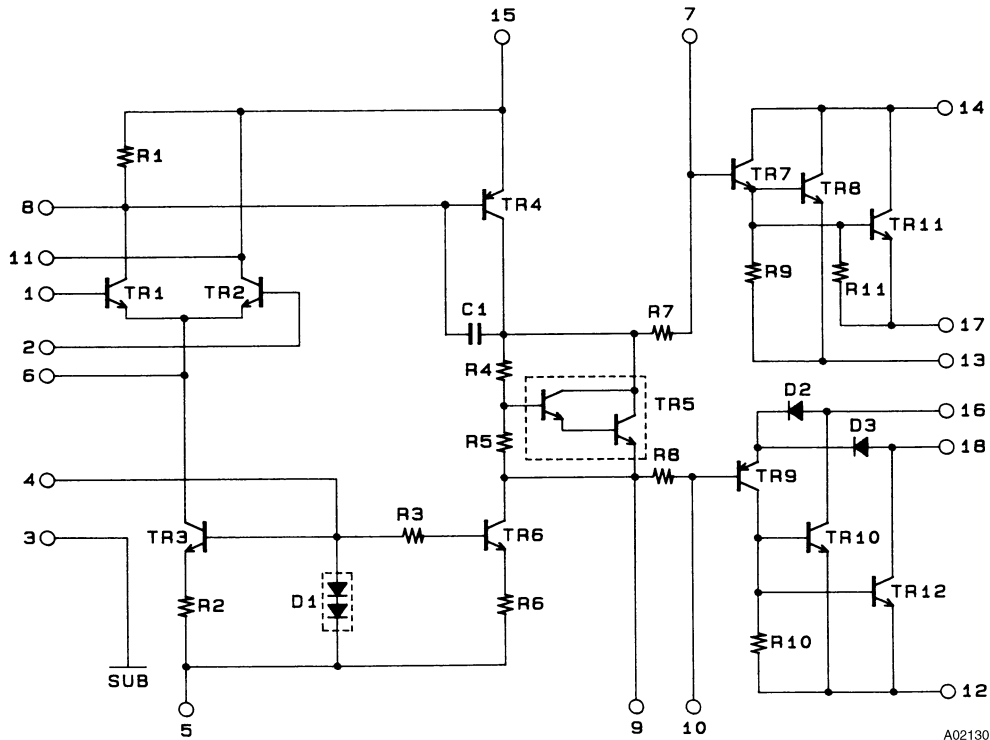 15
7
14
R1
TR7
TR8
8
TR4
TR11
11
R9
R11
1
TR1
TR2
C1
R7
17
2
13
6
R4
D2
TR5
16
D3
R5
R8
18
4
TR9
R3
3
TR3
TR6
TR10
D1
TR12
R2
R6
R10
SUB
12
5
9
10
A02130